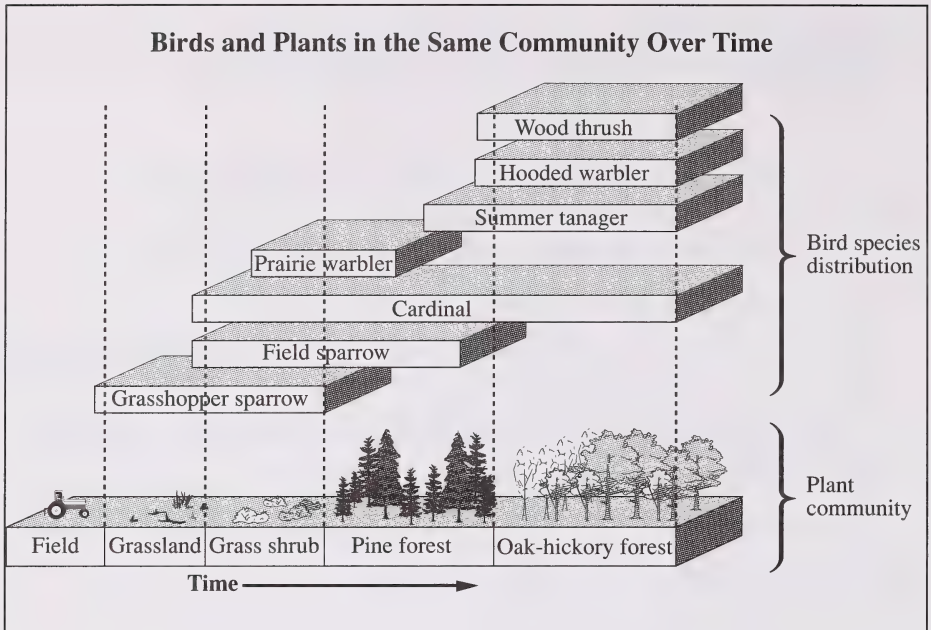 Birds and Plants in the Same Community Over Time
Wood thrush
Hooded warbler
Summer tanager
Prairie warbler
Cardinal
Field sparrow
Grasshopper sparrow
Bird species
distribution
Plant
community
Field
Grassland
Grass shrub
Pine forest
Oak-hickory forest
Time